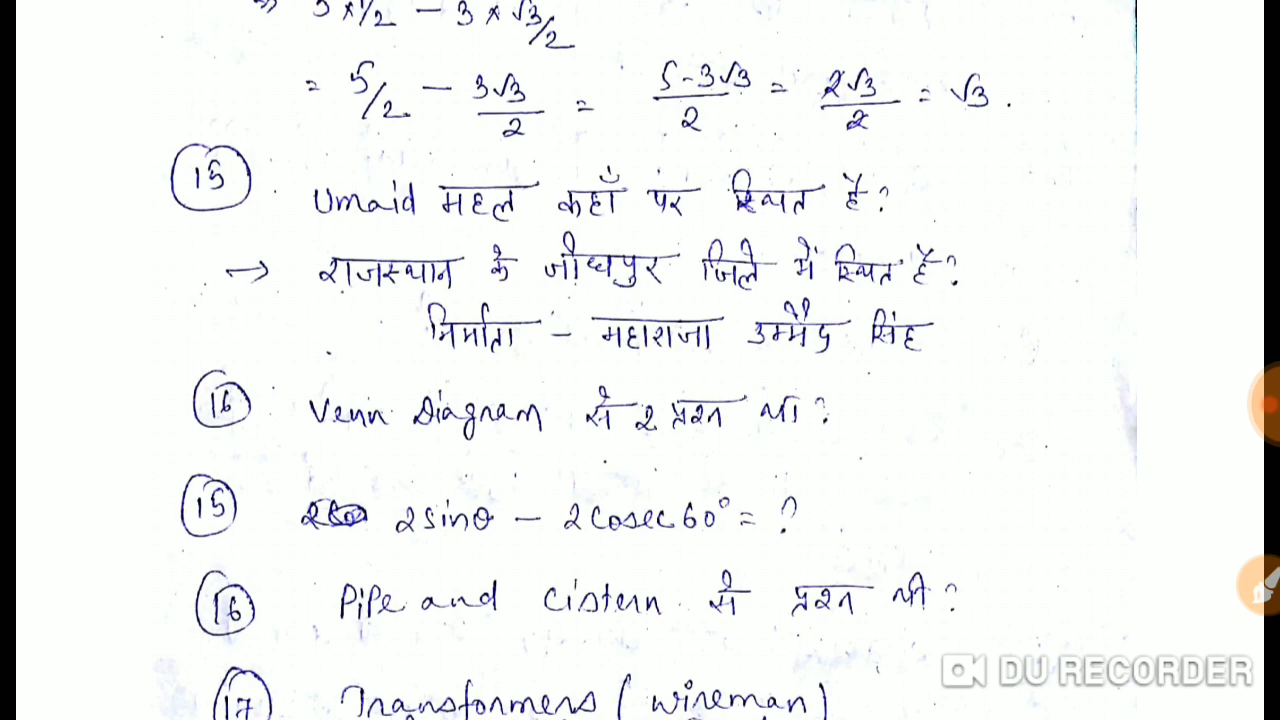 5 × 1/2 - 3 × √3/2
= 5/2 - 3√3/2 = 5-3√3/2 = 2√3/2 = √3.
15 Umaid महल कहाँ पर स्थित है?
→ राजस्थान के जोधपुर जिले में स्थित है?
निर्माता - महाराजा उम्मैद सिंह
16 Venn Diagram से 2 प्रश्न था?
15 2sinθ - 2cosec60° = ?
16 Pipe and cistern से प्रश्न थी?
17 Transformers (wireman)
DU RECORDER